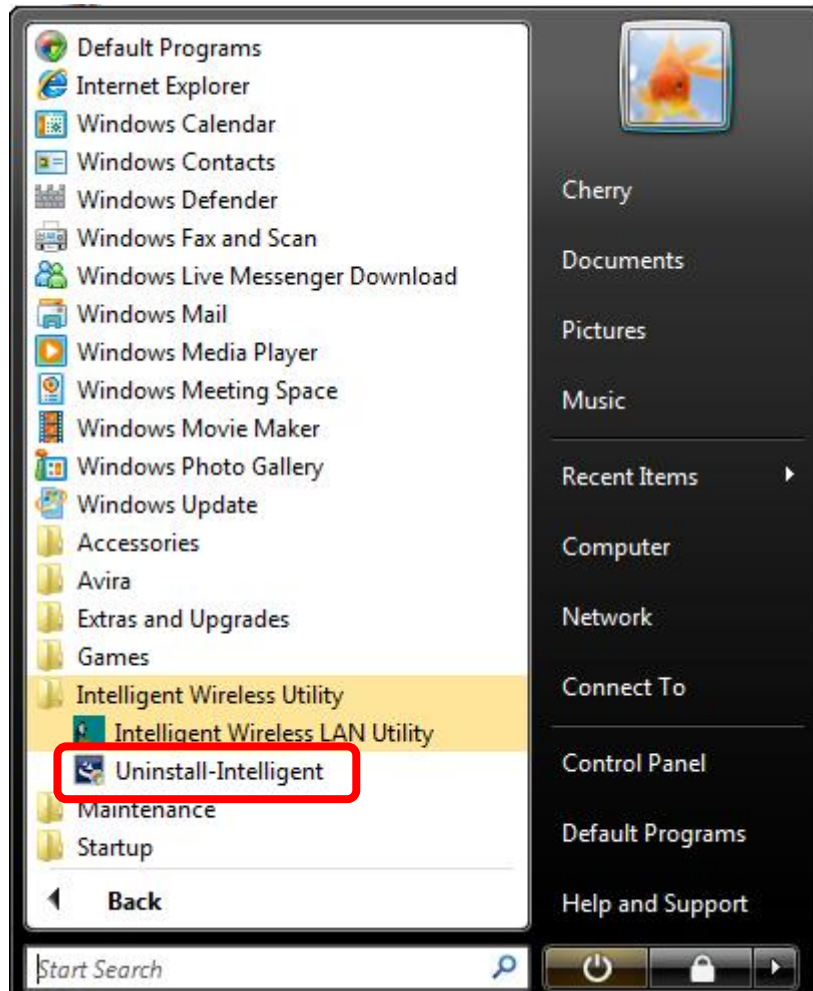 Default Programs
Internet Explorer
Windows Calendar
Windows Contacts
Windows Defender
Windows Fax and Scan
Windows Live Messenger Download
Windows Mail
Windows Media Player
Windows Meeting Space
Windows Movie Maker
Windows Photo Gallery
Windows Update
Accessories
Avira
Extras and Upgrades
Games
Intelligent Wireless Utility
Intelligent Wireless LAN Utility
Uninstall-Intelligent
Maintenance
Startup
Back
Start Search
Cherry
Documents
Pictures
Music
Recent Items
Computer
Network
Connect To
Control Panel
Default Programs
Help and Support